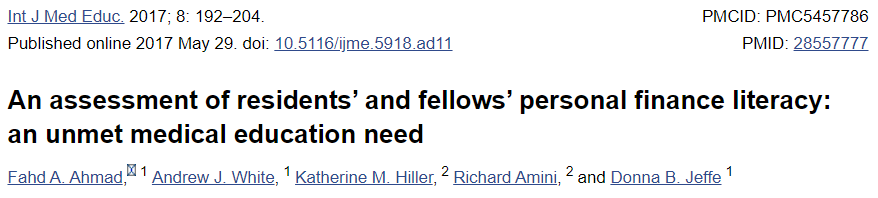 Int J Med Educ. 2017; 8: 192–204.
PMCID: PMC5457786
Published online 2017 May 29. doi: 10.5116/ijme.5918.ad11
PMID: 28557777
An assessment of residents’ and fellows’ personal finance literacy:
an unmet medical education need
Fahd A. Ahmad, 1 Andrew J. White, 1 Katherine M. Hiller, 2 Richard Amini, 2 and Donna B. Jeffe 1